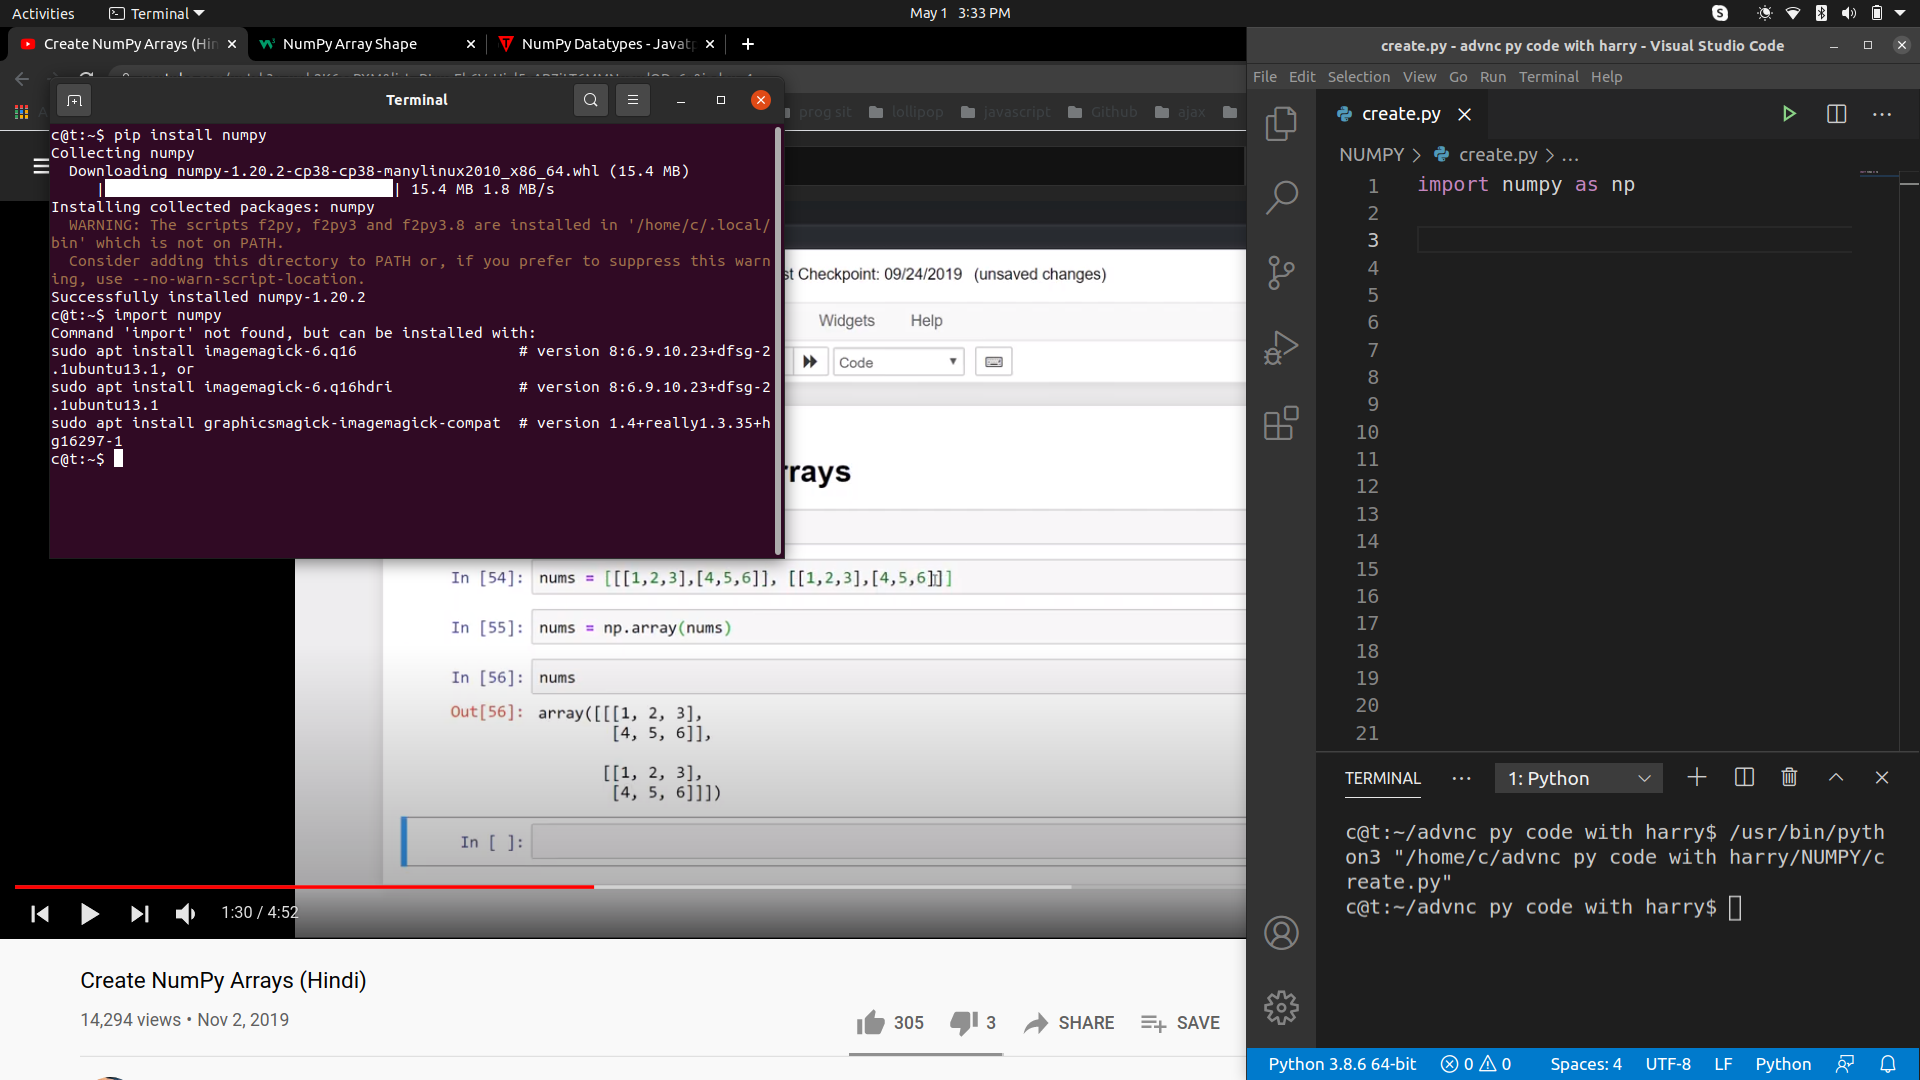 Activities
Terminal
May 1 3:33 PM
Create NumPy Arrays (Hin
NumPy Array Shape
NumPy Datatypes - Javatp
Terminal
prog sit
lollipop
javascript
Github
ajax
c@t:~$ pip install numpy
Collecting numpy
Downloading numpy-1.20.2-cp38-cp38-manylinux2010_x86_64.whl (15.4 MB)
| | 15.4 MB 1.8 MB/s
Installing collected packages: numpy
WARNING: The scripts f2py, f2py3 and f2py3.8 are installed in '/home/c/.local/
bin' which is not on PATH.
Consider adding this directory to PATH or, if you prefer to suppress this warn
ing, use --no-warn-script-location.
Successfully installed numpy-1.20.2
c@t:~$ import numpy
Command 'import' not found, but can be installed with:
sudo apt install imagemagick-6.q16 # version 8:6.9.10.23+dfsg-2
.1ubuntu13.1, or
sudo apt install imagemagick-6.q16hdri # version 8:6.9.10.23+dfsg-2
.1ubuntu13.1
sudo apt install graphicsmagick-imagemagick-compat # version 1.4+really1.3.35+h
g16297-1
c@t:~$
st Checkpoint: 09/24/2019 (unsaved changes)
Widgets Help
Code
rrays
In [54]: nums = [[[1,2,3],[4,5,6]], [[1,2,3],[4,5,6]]]
In [55]: nums = np.array(nums)
In [56]: nums
Out[56]: array([[[1, 2, 3],
[4, 5, 6]],
[[1, 2, 3],
[4, 5, 6]]])
In [ ]:
1:30 / 4:52
Create NumPy Arrays (Hindi)
14,294 views • Nov 2, 2019
305
3
SHARE
SAVE
create.py - advnc py code with harry - Visual Studio Code
File Edit Selection View Go Run Terminal Help
create.py
NUMPY > create.py > ...
1 import numpy as np
2
3
4
5
6
7
8
9
10
11
12
13
14
15
16
17
18
19
20
21
TERMINAL
1: Python
c@t:~/advnc py code with harry$ /usr/bin/pyth
on3 "/home/c/advnc py code with harry/NUMPY/c
reate.py"
c@t:~/advnc py code with harry$
Python 3.8.6 64-bit
0
0
Spaces: 4
UTF-8
LF
Python